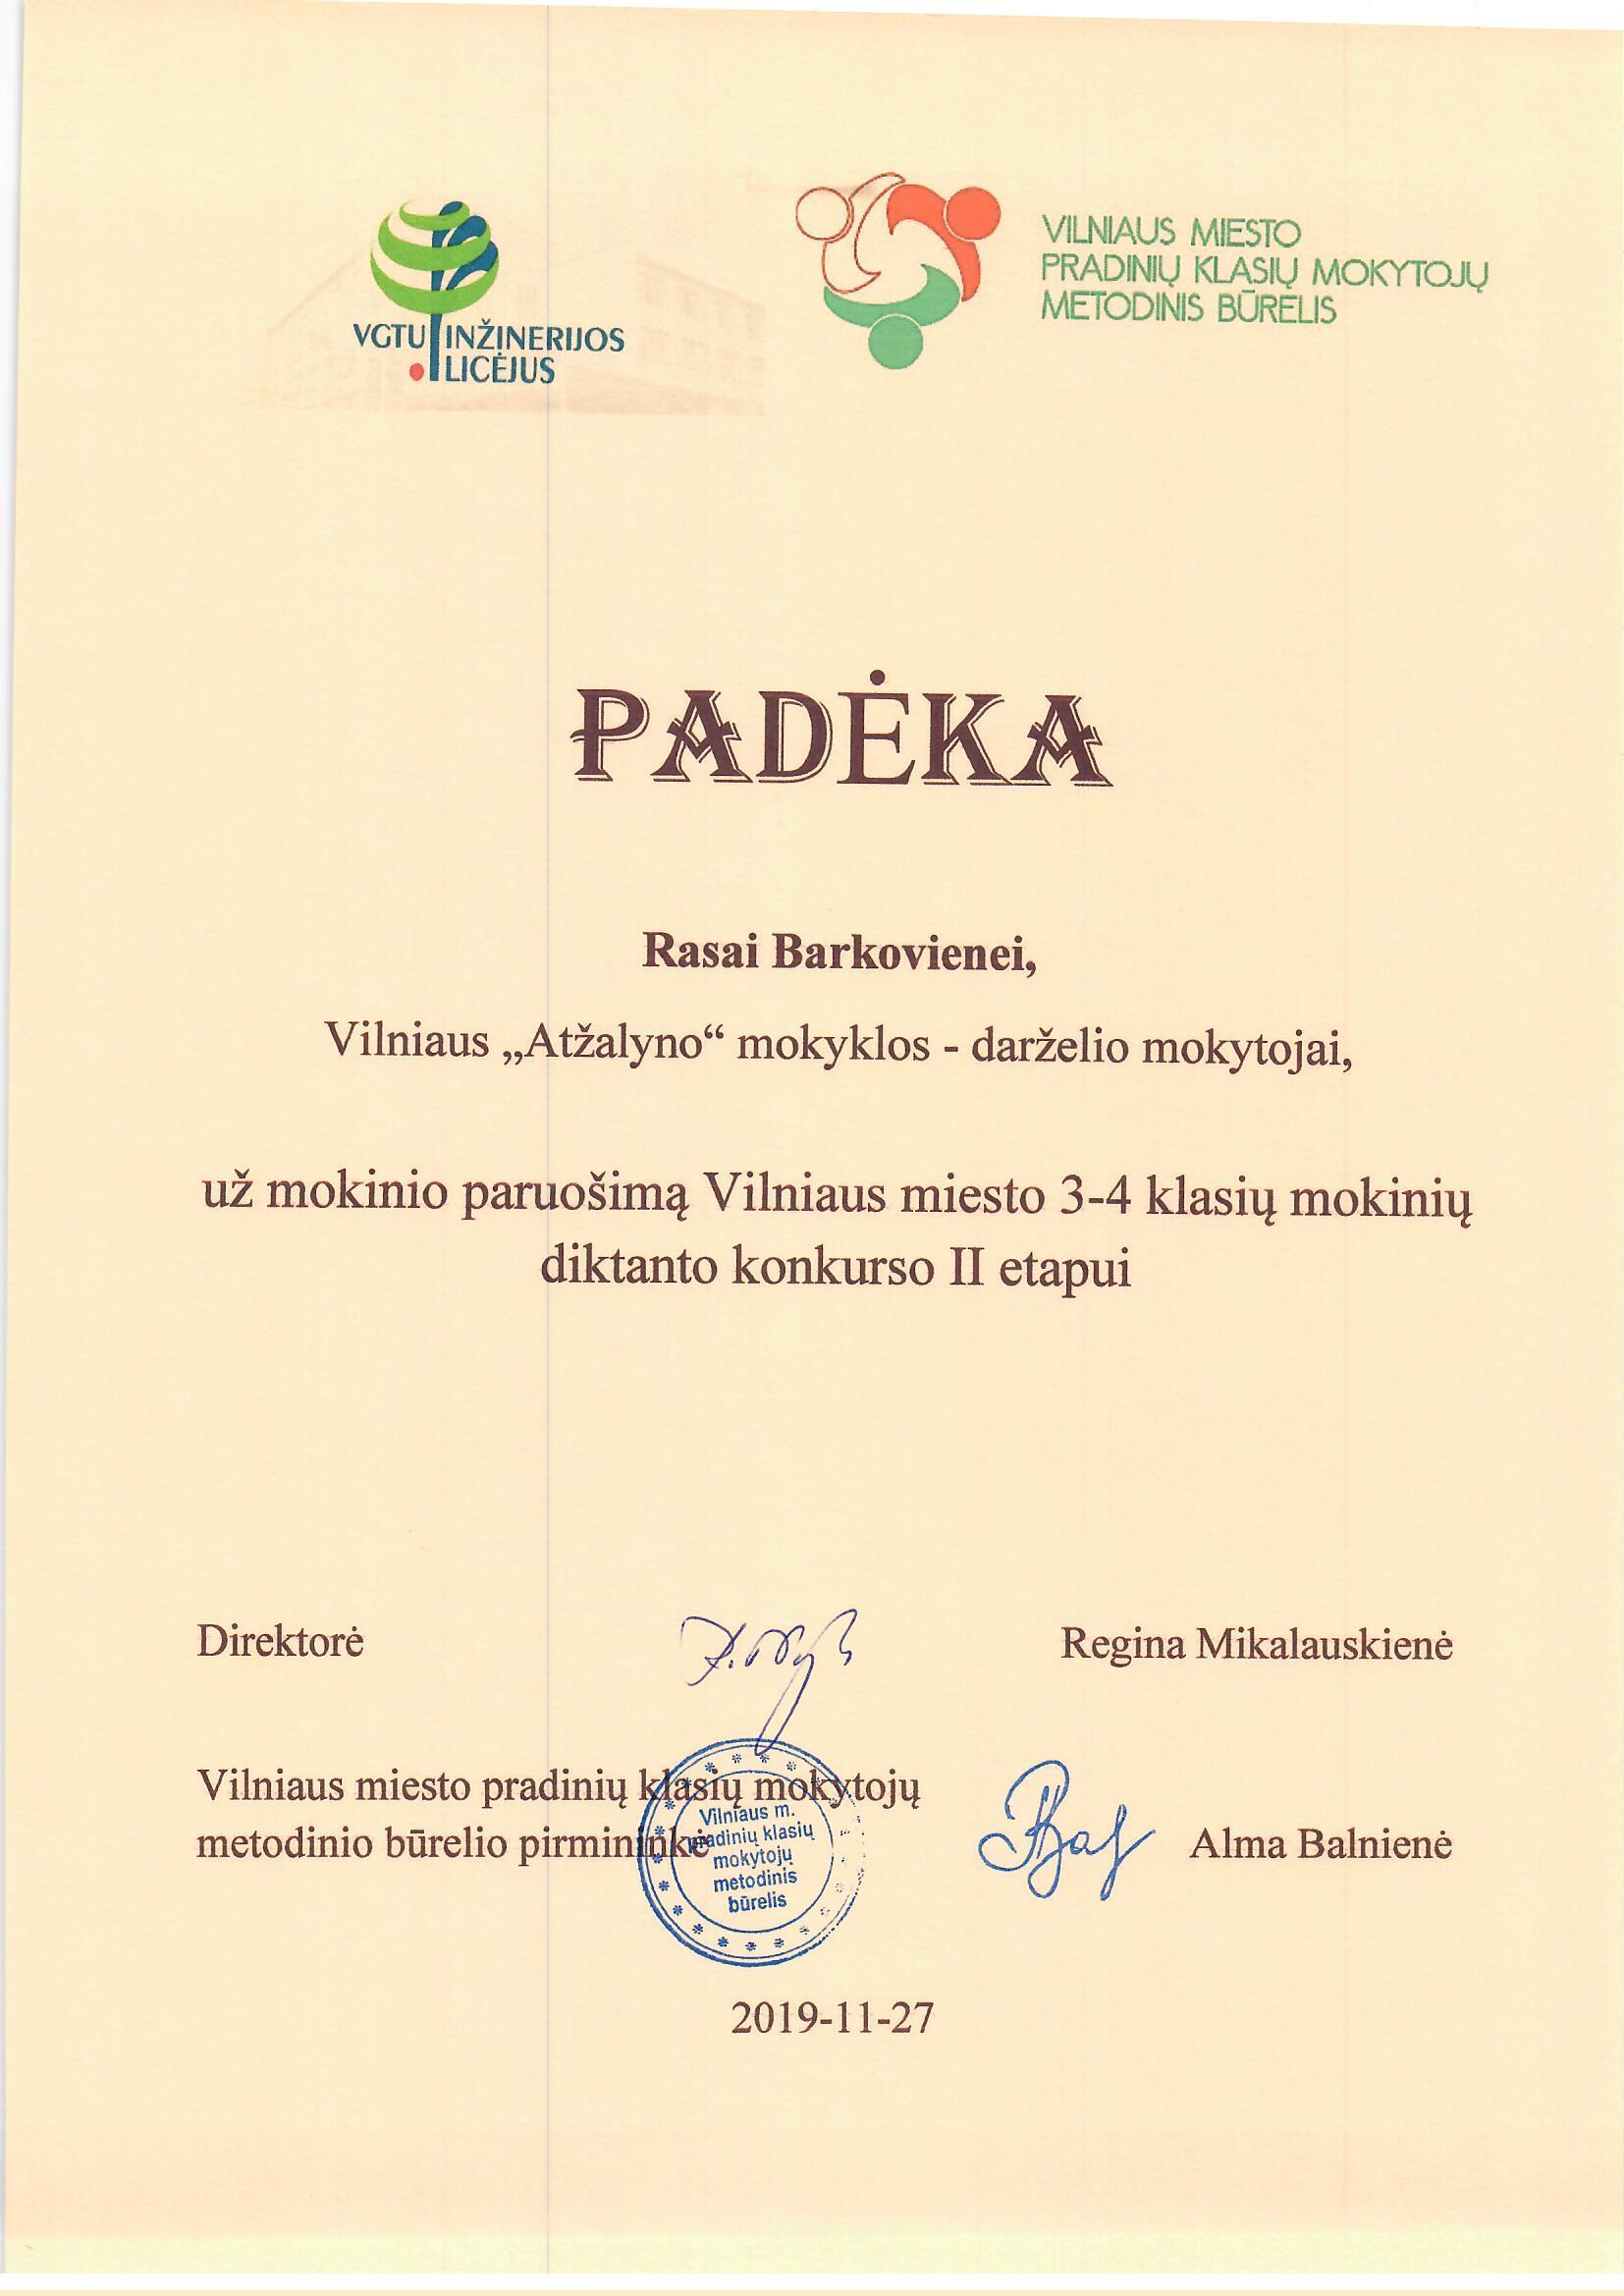 VGTU INŽINERIJOS
LICĖJUS
VILNIAUS MIESTO
PRADINIŲ KLASIŲ MOKYTOJŲ
METODINIS BŪRELIS
PADĖKA
Rasai Barkovienei,
Vilniaus „Atžalyno“ mokyklos - darželio mokytojai,
už mokinio paruošimą Vilniaus miesto 3-4 klasių mokinių
diktanto konkurso II etapui
Direktorė
Regina Mikalauskienė
Vilniaus miesto pradinių klasių mokytojų
metodinio būrelio pirmininkė
Alma Balnienė
Vilniaus m.
pradinių klasių
mokytojų
metodinis
būrelis
2019-11-27